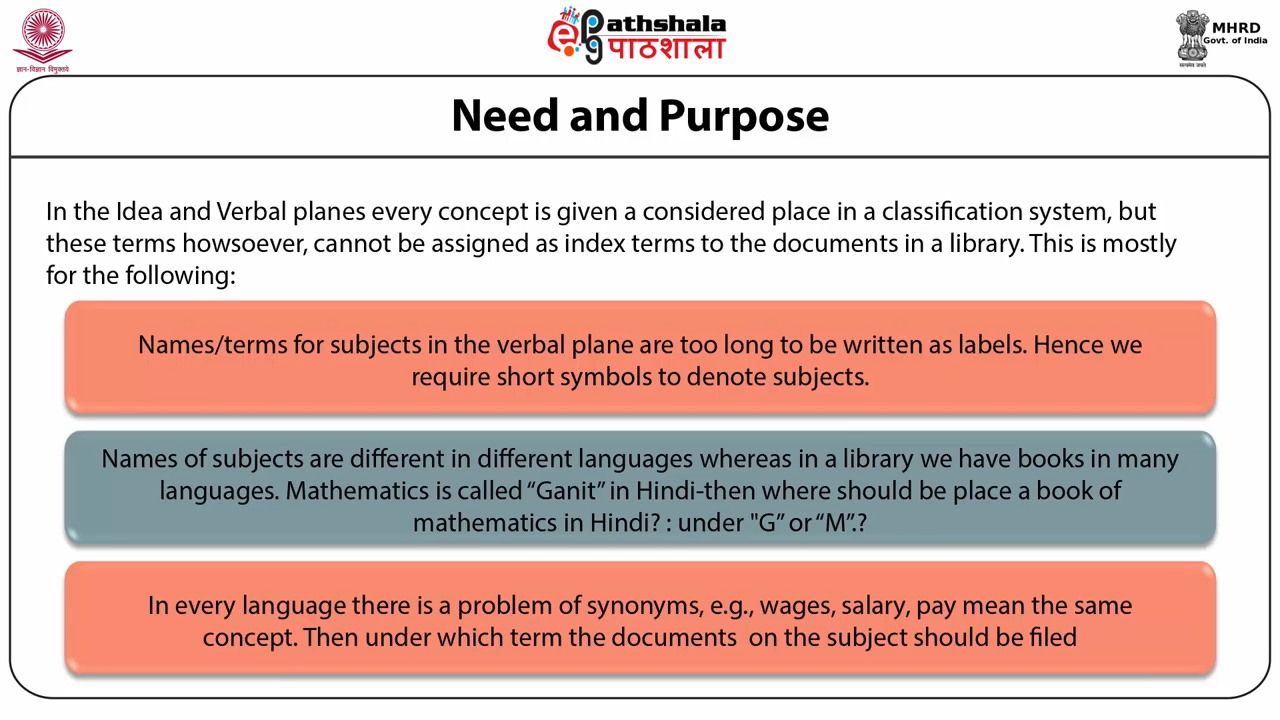 ज्ञान-विज्ञान विमुक्तये
ePg
athshala
पाठशाला
MHRD
Govt. of India
सत्यमेव जयते
Need and Purpose
In the Idea and Verbal planes every concept is given a considered place in a classification system, but
these terms howsoever, cannot be assigned as index terms to the documents in a library. This is mostly
for the following:
Names/terms for subjects in the verbal plane are too long to be written as labels. Hence we
require short symbols to denote subjects.
Names of subjects are different in different languages whereas in a library we have books in many
languages. Mathematics is called “Ganit” in Hindi-then where should be place a book of
mathematics in Hindi? : under "G” or “M”.?
In every language there is a problem of synonyms, e.g., wages, salary, pay mean the same
concept. Then under which term the documents  on the subject should be filed